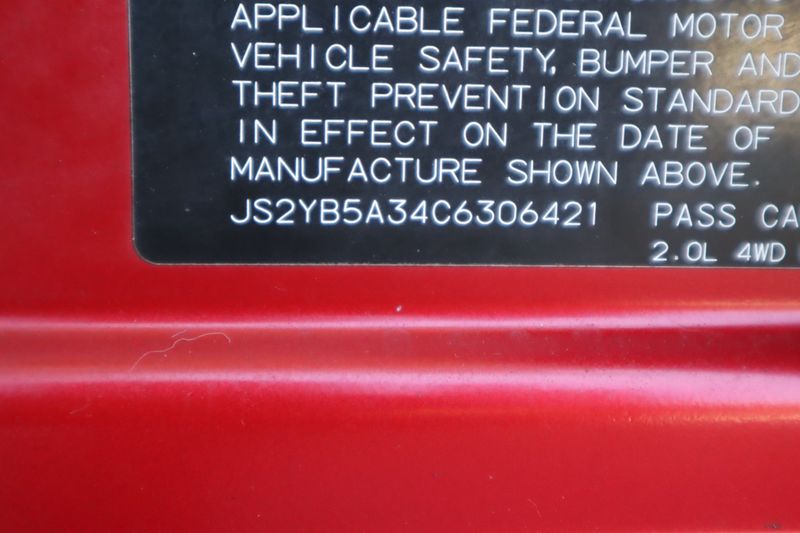 APPLICABLE FEDERAL MOTOR
VEHICLE SAFETY, BUMPER AND
THEFT PREVENTION STANDARD
IN EFFECT ON THE DATE OF
MANUFACTURE SHOWN ABOVE.
JS2YB5A34C6306421 PASS CA
2.0L 4WD